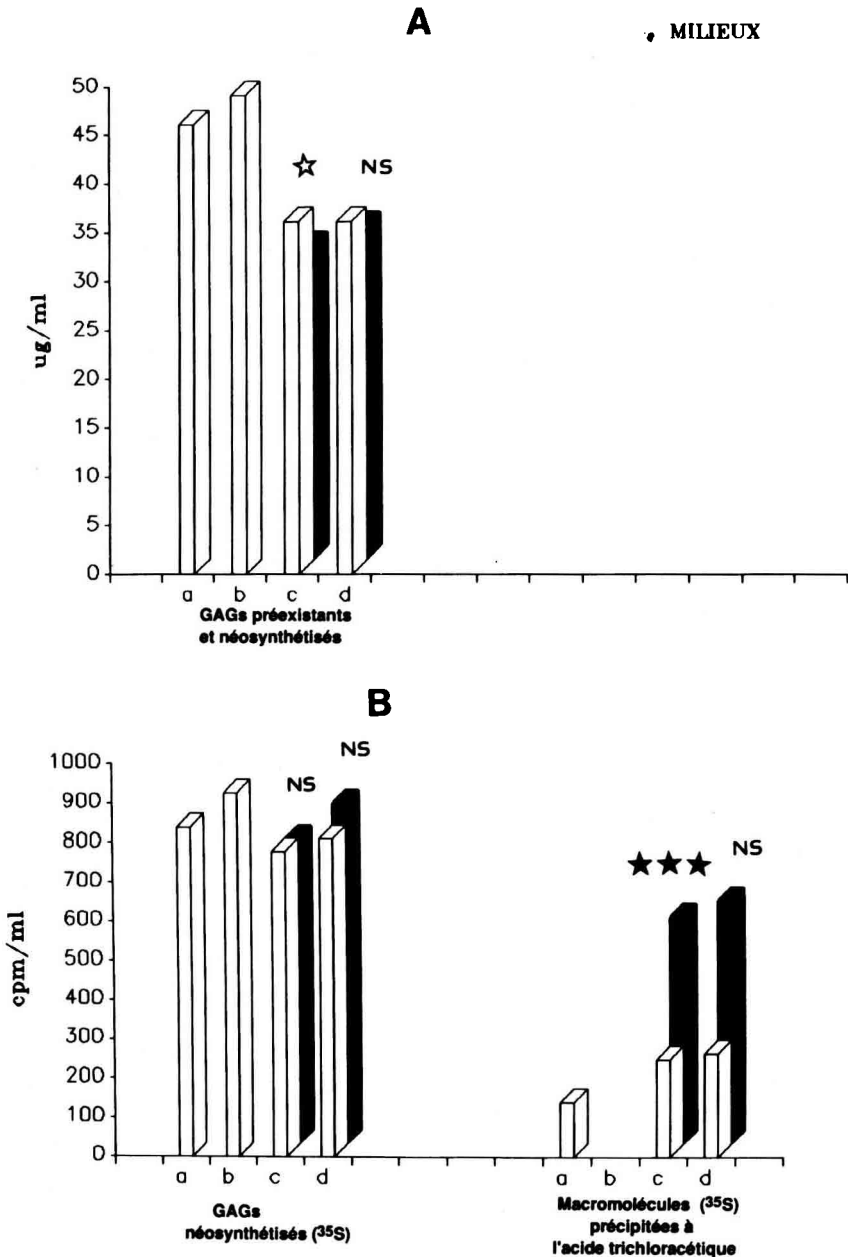 A
MILIEUX
50
45
40
35
30
25
20
15
10
5
0
ug/ml
NS
a b c d
GAGs préexistants
et néosynthétisés
B
1000
900
800
700
600
500
400
300
200
100
0
cpm/ml
NS
NS
NS
a b c d
a b c d
GAGs
néosynthétisés (³⁵S)
Macromolécules (³⁵S)
précipitées à
l'acide trichloracétique